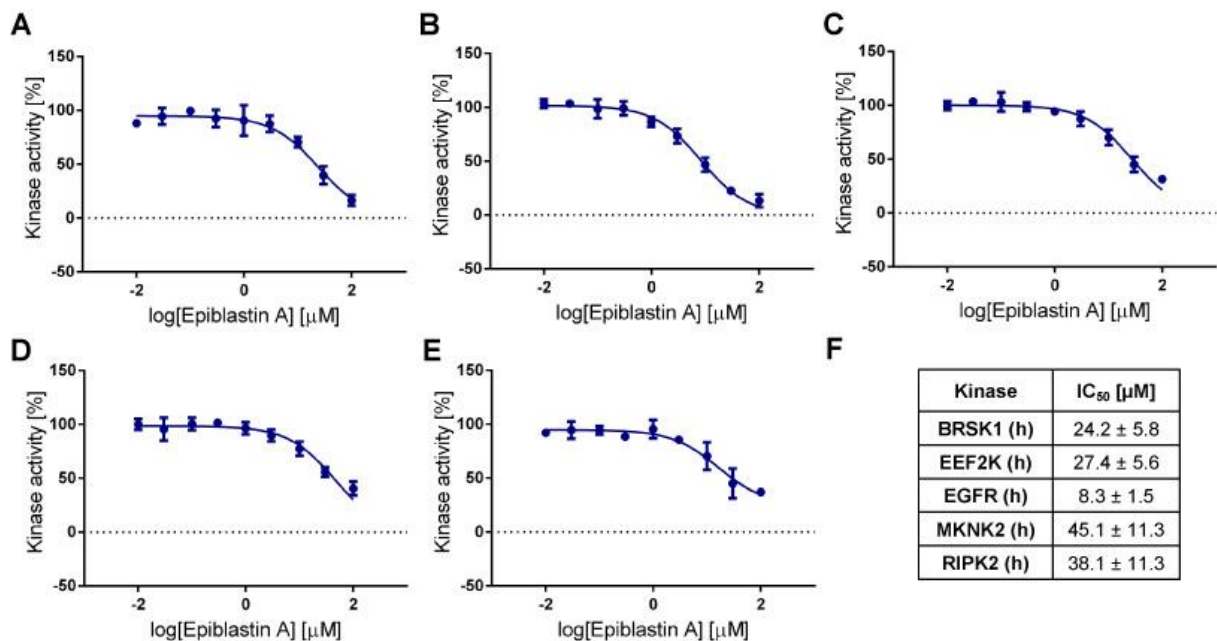 A
Kinase activity [%]
150
100
50
0
-50
-2
0
2
log[Epiblastin A] [µM]
B
Kinase activity [%]
150
100
50
0
-50
-2
0
2
log[Epiblastin A] [µM]
C
Kinase activity [%]
150
100
50
0
-50
-2
0
2
log[Epiblastin A] [µM]
D
Kinase activity [%]
150
100
50
0
-50
-2
0
2
log[Epiblastin A] [µM]
E
Kinase activity [%]
150
100
50
0
-50
-2
0
2
log[Epiblastin A] [µM]
F
Kinase IC50 [µM]
BRSK1 (h) 24.2 ± 5.8
EEF2K (h) 27.4 ± 5.6
EGFR (h) 8.3 ± 1.5
MKNK2 (h) 45.1 ± 11.3
RIPK2 (h) 38.1 ± 11.3